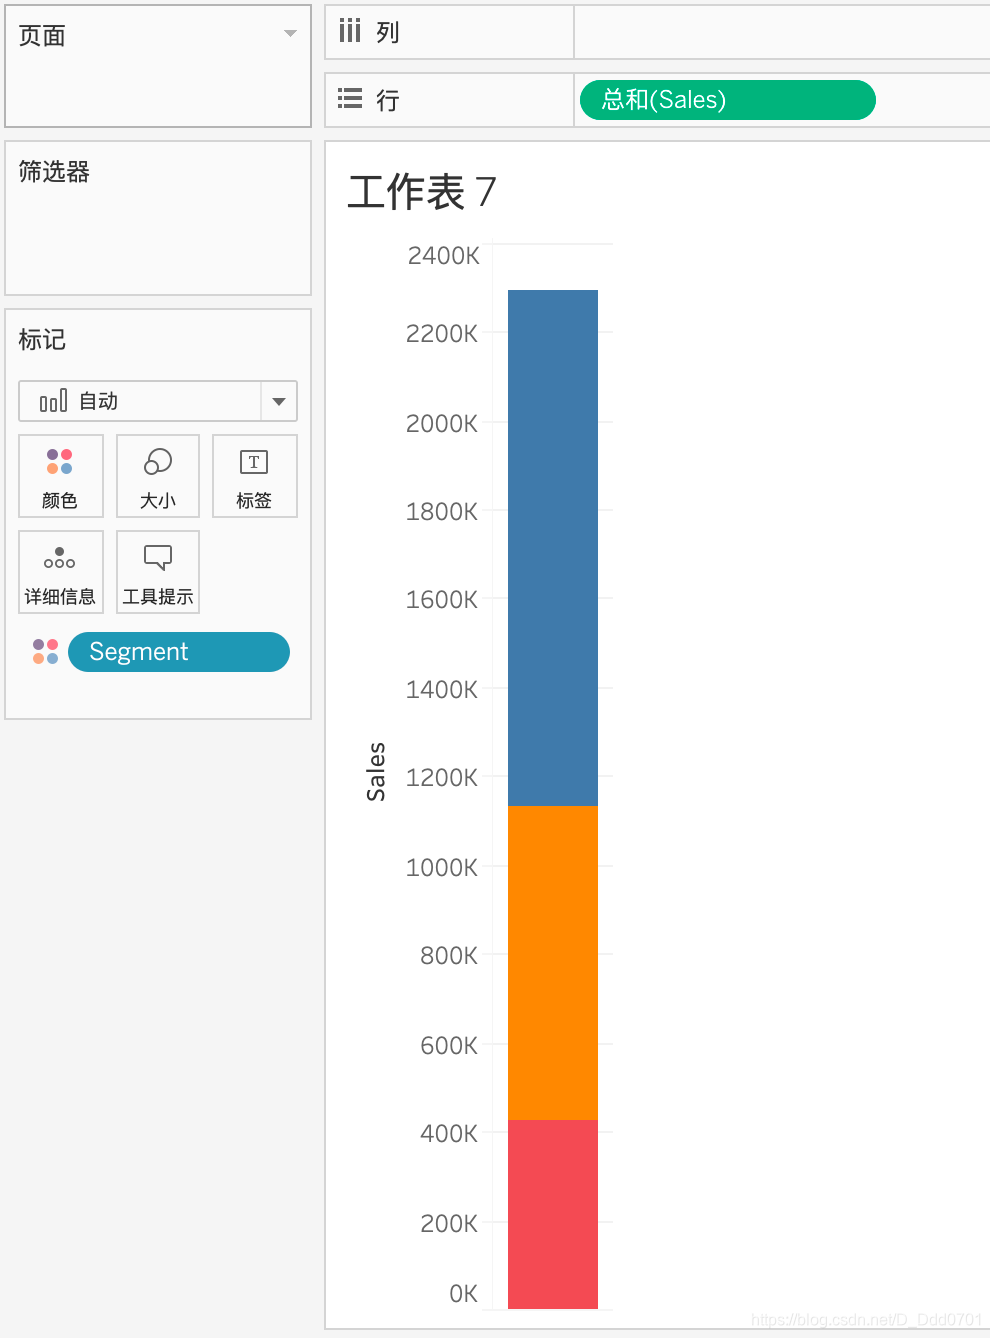 页面
筛选器
标记
自动
颜色
大小
标签
详细信息
工具提示
Segment
列
行
总和(Sales)
工作表 7
2400K
2200K
2000K
1800K
1600K
1400K
1200K
1000K
800K
600K
400K
200K
0K
Sales
https://blog.csdn.net/D_Ddd0701